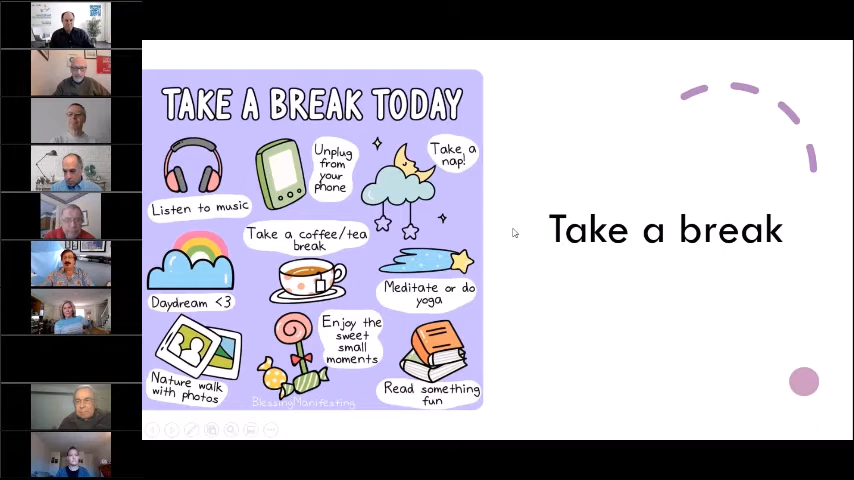 TAKE A BREAK TODAY
Listen to music
Unplug
from
your
phone
Take a
nap!
Daydream <3
Take a coffee/tea
break
Meditate or do
yoga
Nature walk
with photos
Enjoy the
sweet
small
moments
Read something
fun
BlessingManifesting
Take a break